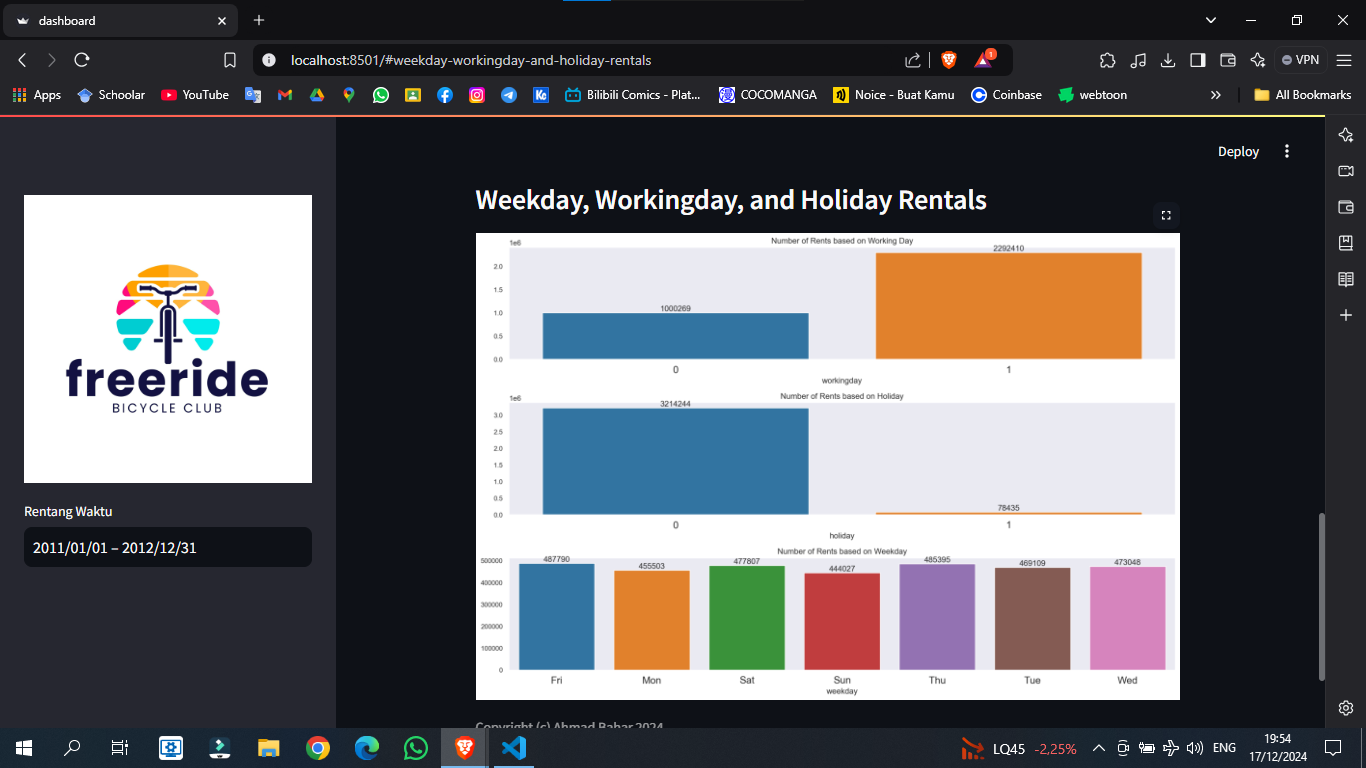 dashboard
localhost:8501/#weekday-workingday-and-holiday-rentals
1
VPN
Apps
Schoolar
YouTube
Bilibili Comics - Plat...
COCOMANGA
Noice - Buat Kamu
Coinbase
webtoon
All Bookmarks
Deploy
freeride
BICYCLE CLUB
Rentang Waktu
2011/01/01 – 2012/12/31
Weekday, Workingday, and Holiday Rentals
Number of Rents based on Working Day
1e6
2292410
2.0
1.5
1000269
1.0
0.5
0.0
0 1
workingday
Number of Rents based on Holiday
1e6
3214244
3.0
2.5
2.0
1.5
1.0
0.5
78435
0.0
0 1
holiday
Number of Rents based on Weekday
487790 455503 477807 444027 485395 469109 473048
500000
400000
300000
200000
100000
0
Fri Mon Sat Sun Thu Tue Wed
weekday
Copyright (c) Ahmad Bahar 2024
LQ45 -2,25%
ENG
19:54
17/12/2024